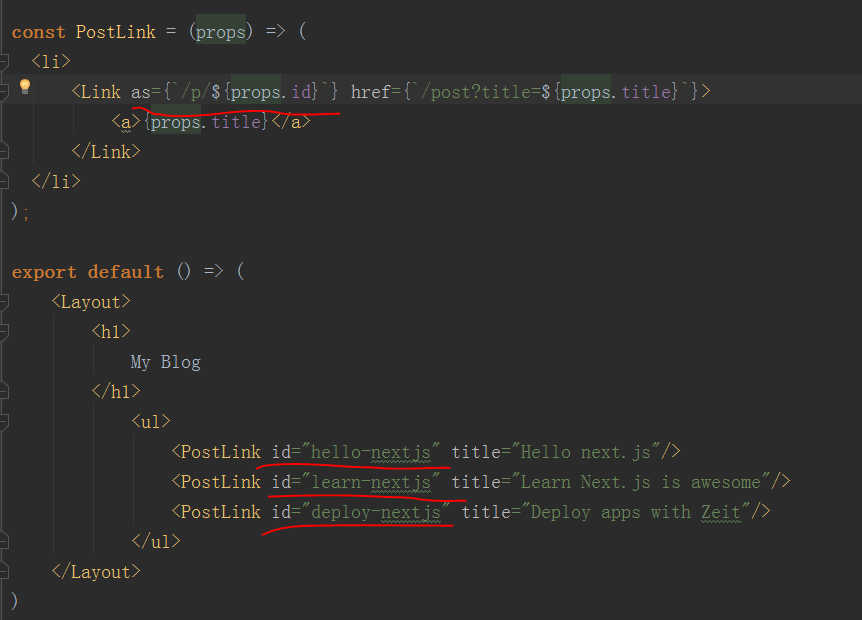 const PostLink = (props) => (
<li>
<Link as={`/p/${props.id}`} href={`/post?title=${props.title}`}>
<a>{props.title}</a>
</Link>
</li>
);
export default () => (
<Layout>
<h1>
My Blog
</h1>
<ul>
<PostLink id="hello-nextjs" title="Hello next.js"/>
<PostLink id="learn-nextjs" title="Learn Next.js is awesome"/>
<PostLink id="deploy-nextjs" title="Deploy apps with Zeit"/>
</ul>
</Layout>
)